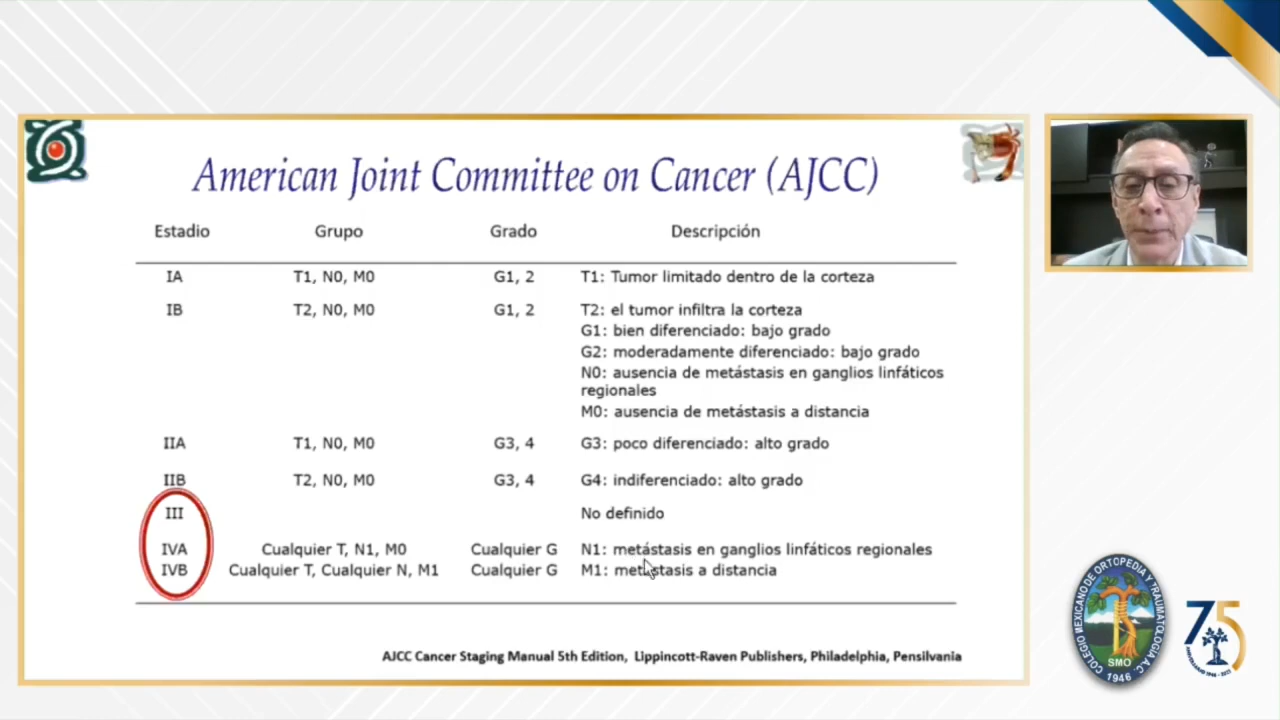 American Joint Committee on Cancer (AJCC)
Estadio Grupo Grado Descripción
IA T1, N0, M0 G1, 2 T1: Tumor limitado dentro de la corteza
IB T2, N0, M0 G1, 2 T2: el tumor infiltra la corteza
G1: bien diferenciado: bajo grado
G2: moderadamente diferenciado: bajo grado
N0: ausencia de metástasis en ganglios linfáticos
regionales
M0: ausencia de metástasis a distancia
IIA T1, N0, M0 G3, 4 G3: poco diferenciado: alto grado
IIB T2, N0, M0 G3, 4 G4: indiferenciado: alto grado
III No definido
IVA Cualquier T, N1, M0 Cualquier G N1: metástasis en ganglios linfáticos regionales
IVB Cualquier T, Cualquier N, M1 Cualquier G M1: metástasis a distancia
AJCC Cancer Staging Manual 5th Edition, Lippincott-Raven Publishers, Philadelphia, Pensilvania
COLEGIO MEXICANO DE ORTOPEDIA Y TRAUMATOLOGIA A.C.
SMO
1946
75